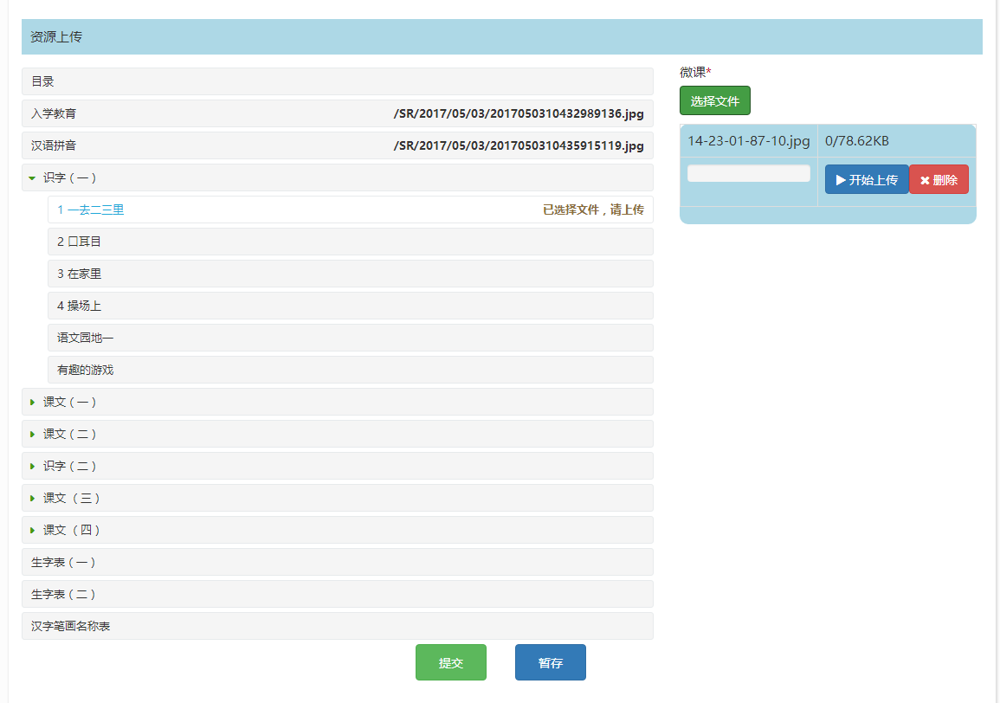 资源上传
目录
入学教育 /SR/2017/05/03/2017050310432989136.jpg
汉语拼音 /SR/2017/05/03/2017050310435915119.jpg
识字（一）
1 一去二三里 已选择文件，请上传
2 口耳目
3 在家里
4 操场上
语文园地一
有趣的游戏
课文（一）
课文（二）
识字（二）
课文 （三）
课文 （四）
生字表（一）
生字表（二）
汉字笔画名称表
微课*
选择文件
14-23-01-87-10.jpg 0/78.62KB
开始上传 删除
提交 暂存